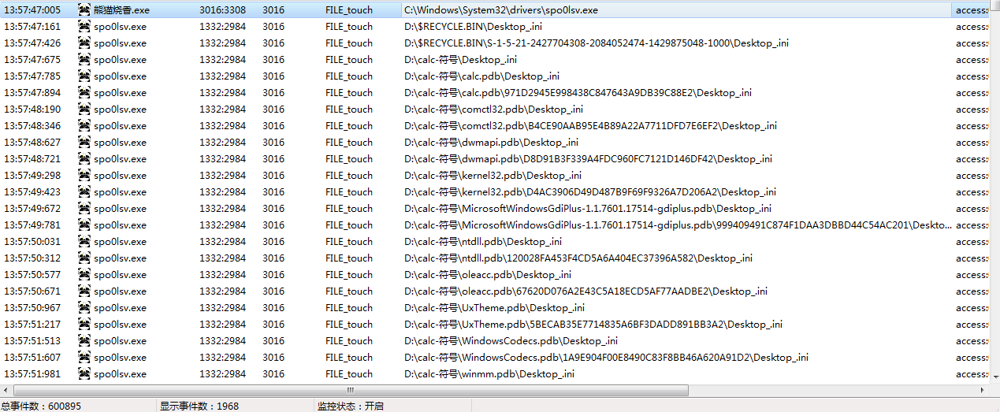 13:57:47:005 熊猫烧香.exe 3016:3308 3016 FILE_touch C:\Windows\System32\drivers\spo0lsv.exe access:
13:57:47:161 spo0lsv.exe 1332:2984 3016 FILE_touch D:\$RECYCLE.BIN\Desktop_.ini access:
13:57:47:426 spo0lsv.exe 1332:2984 3016 FILE_touch D:\$RECYCLE.BIN\S-1-5-21-2427704308-2084052474-1429875048-1000\Desktop_.ini access:
13:57:47:675 spo0lsv.exe 1332:2984 3016 FILE_touch D:\calc-符号\Desktop_.ini access:
13:57:47:785 spo0lsv.exe 1332:2984 3016 FILE_touch D:\calc-符号\calc.pdb\Desktop_.ini access:
13:57:47:894 spo0lsv.exe 1332:2984 3016 FILE_touch D:\calc-符号\calc.pdb\971D2945E998438C847643A9DB39C88E2\Desktop_.ini access:
13:57:48:190 spo0lsv.exe 1332:2984 3016 FILE_touch D:\calc-符号\comctl32.pdb\Desktop_.ini access:
13:57:48:346 spo0lsv.exe 1332:2984 3016 FILE_touch D:\calc-符号\comctl32.pdb\B4CE90AAB95E4B89A22A7711DFD7E6EF2\Desktop_.ini access:
13:57:48:627 spo0lsv.exe 1332:2984 3016 FILE_touch D:\calc-符号\dwmapi.pdb\Desktop_.ini access:
13:57:48:721 spo0lsv.exe 1332:2984 3016 FILE_touch D:\calc-符号\dwmapi.pdb\D8D91B3F339A4FDC960FC7121D146DF42\Desktop_.ini access:
13:57:49:298 spo0lsv.exe 1332:2984 3016 FILE_touch D:\calc-符号\kernel32.pdb\Desktop_.ini access:
13:57:49:423 spo0lsv.exe 1332:2984 3016 FILE_touch D:\calc-符号\kernel32.pdb\D4AC3906D49D487B9F69F9326A7D206A2\Desktop_.ini access:
13:57:49:672 spo0lsv.exe 1332:2984 3016 FILE_touch D:\calc-符号\MicrosoftWindowsGdiPlus-1.1.7601.17514-gdiplus.pdb\Desktop_.ini access:
13:57:49:781 spo0lsv.exe 1332:2984 3016 FILE_touch D:\calc-符号\MicrosoftWindowsGdiPlus-1.1.7601.17514-gdiplus.pdb\999409491C874F1DAA3DBBD44C54AC201\Deskto... access:
13:57:50:031 spo0lsv.exe 1332:2984 3016 FILE_touch D:\calc-符号\ntdll.pdb\Desktop_.ini access:
13:57:50:312 spo0lsv.exe 1332:2984 3016 FILE_touch D:\calc-符号\ntdll.pdb\120028FA453F4CD5A6A404EC37396A582\Desktop_.ini access:
13:57:50:577 spo0lsv.exe 1332:2984 3016 FILE_touch D:\calc-符号\oleacc.pdb\Desktop_.ini access:
13:57:50:671 spo0lsv.exe 1332:2984 3016 FILE_touch D:\calc-符号\oleacc.pdb\67620D076A2E43C5A18ECD5AF77AADBE2\Desktop_.ini access:
13:57:50:967 spo0lsv.exe 1332:2984 3016 FILE_touch D:\calc-符号\UxTheme.pdb\Desktop_.ini access:
13:57:51:217 spo0lsv.exe 1332:2984 3016 FILE_touch D:\calc-符号\UxTheme.pdb\5BECAB35E7714835A6BF3DADD891BB3A2\Desktop_.ini access:
13:57:51:513 spo0lsv.exe 1332:2984 3016 FILE_touch D:\calc-符号\WindowsCodecs.pdb\Desktop_.ini access:
13:57:51:607 spo0lsv.exe 1332:2984 3016 FILE_touch D:\calc-符号\WindowsCodecs.pdb\1A9E904F00E8490C83F8BB46A620A91D2\Desktop_.ini access:
13:57:51:981 spo0lsv.exe 1332:2984 3016 FILE_touch D:\calc-符号\winmm.pdb\Desktop_.ini access:
总事件数：600895 显示事件数：1968 监控状态：开启